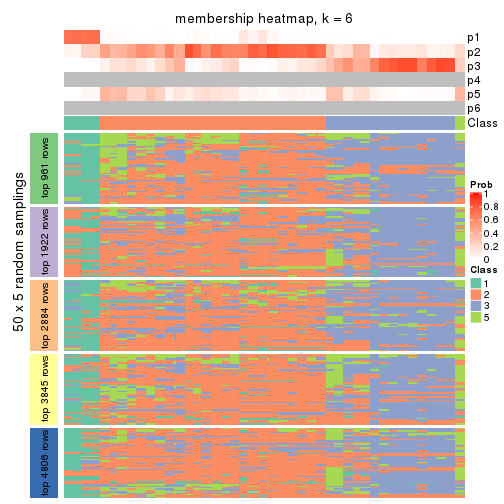 membership heatmap, k = 6
p1
p2
p3
p4
p5
p6
Class
50 x 5 random samplings
top 961 rows
top 1922 rows
top 2884 rows
top 3845 rows
top 4806 rows
Prob
1
0.8
0.6
0.4
0.2
0
Class
1
2
3
5